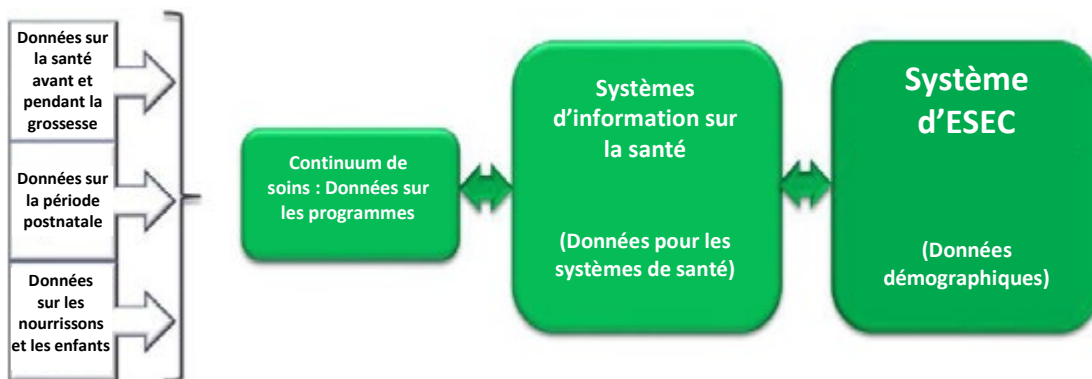 Données sur
la santé
avant et
pendant la
grossesse
Données sur
la période
postnatale
Données
sur les
nourrissons
et les enfants
Continuum de
soins : Données sur
les programmes
Systèmes
d’information sur
la santé
(Données pour les
systèmes de santé)
Système
d’ESEC
(Données
démographiques)